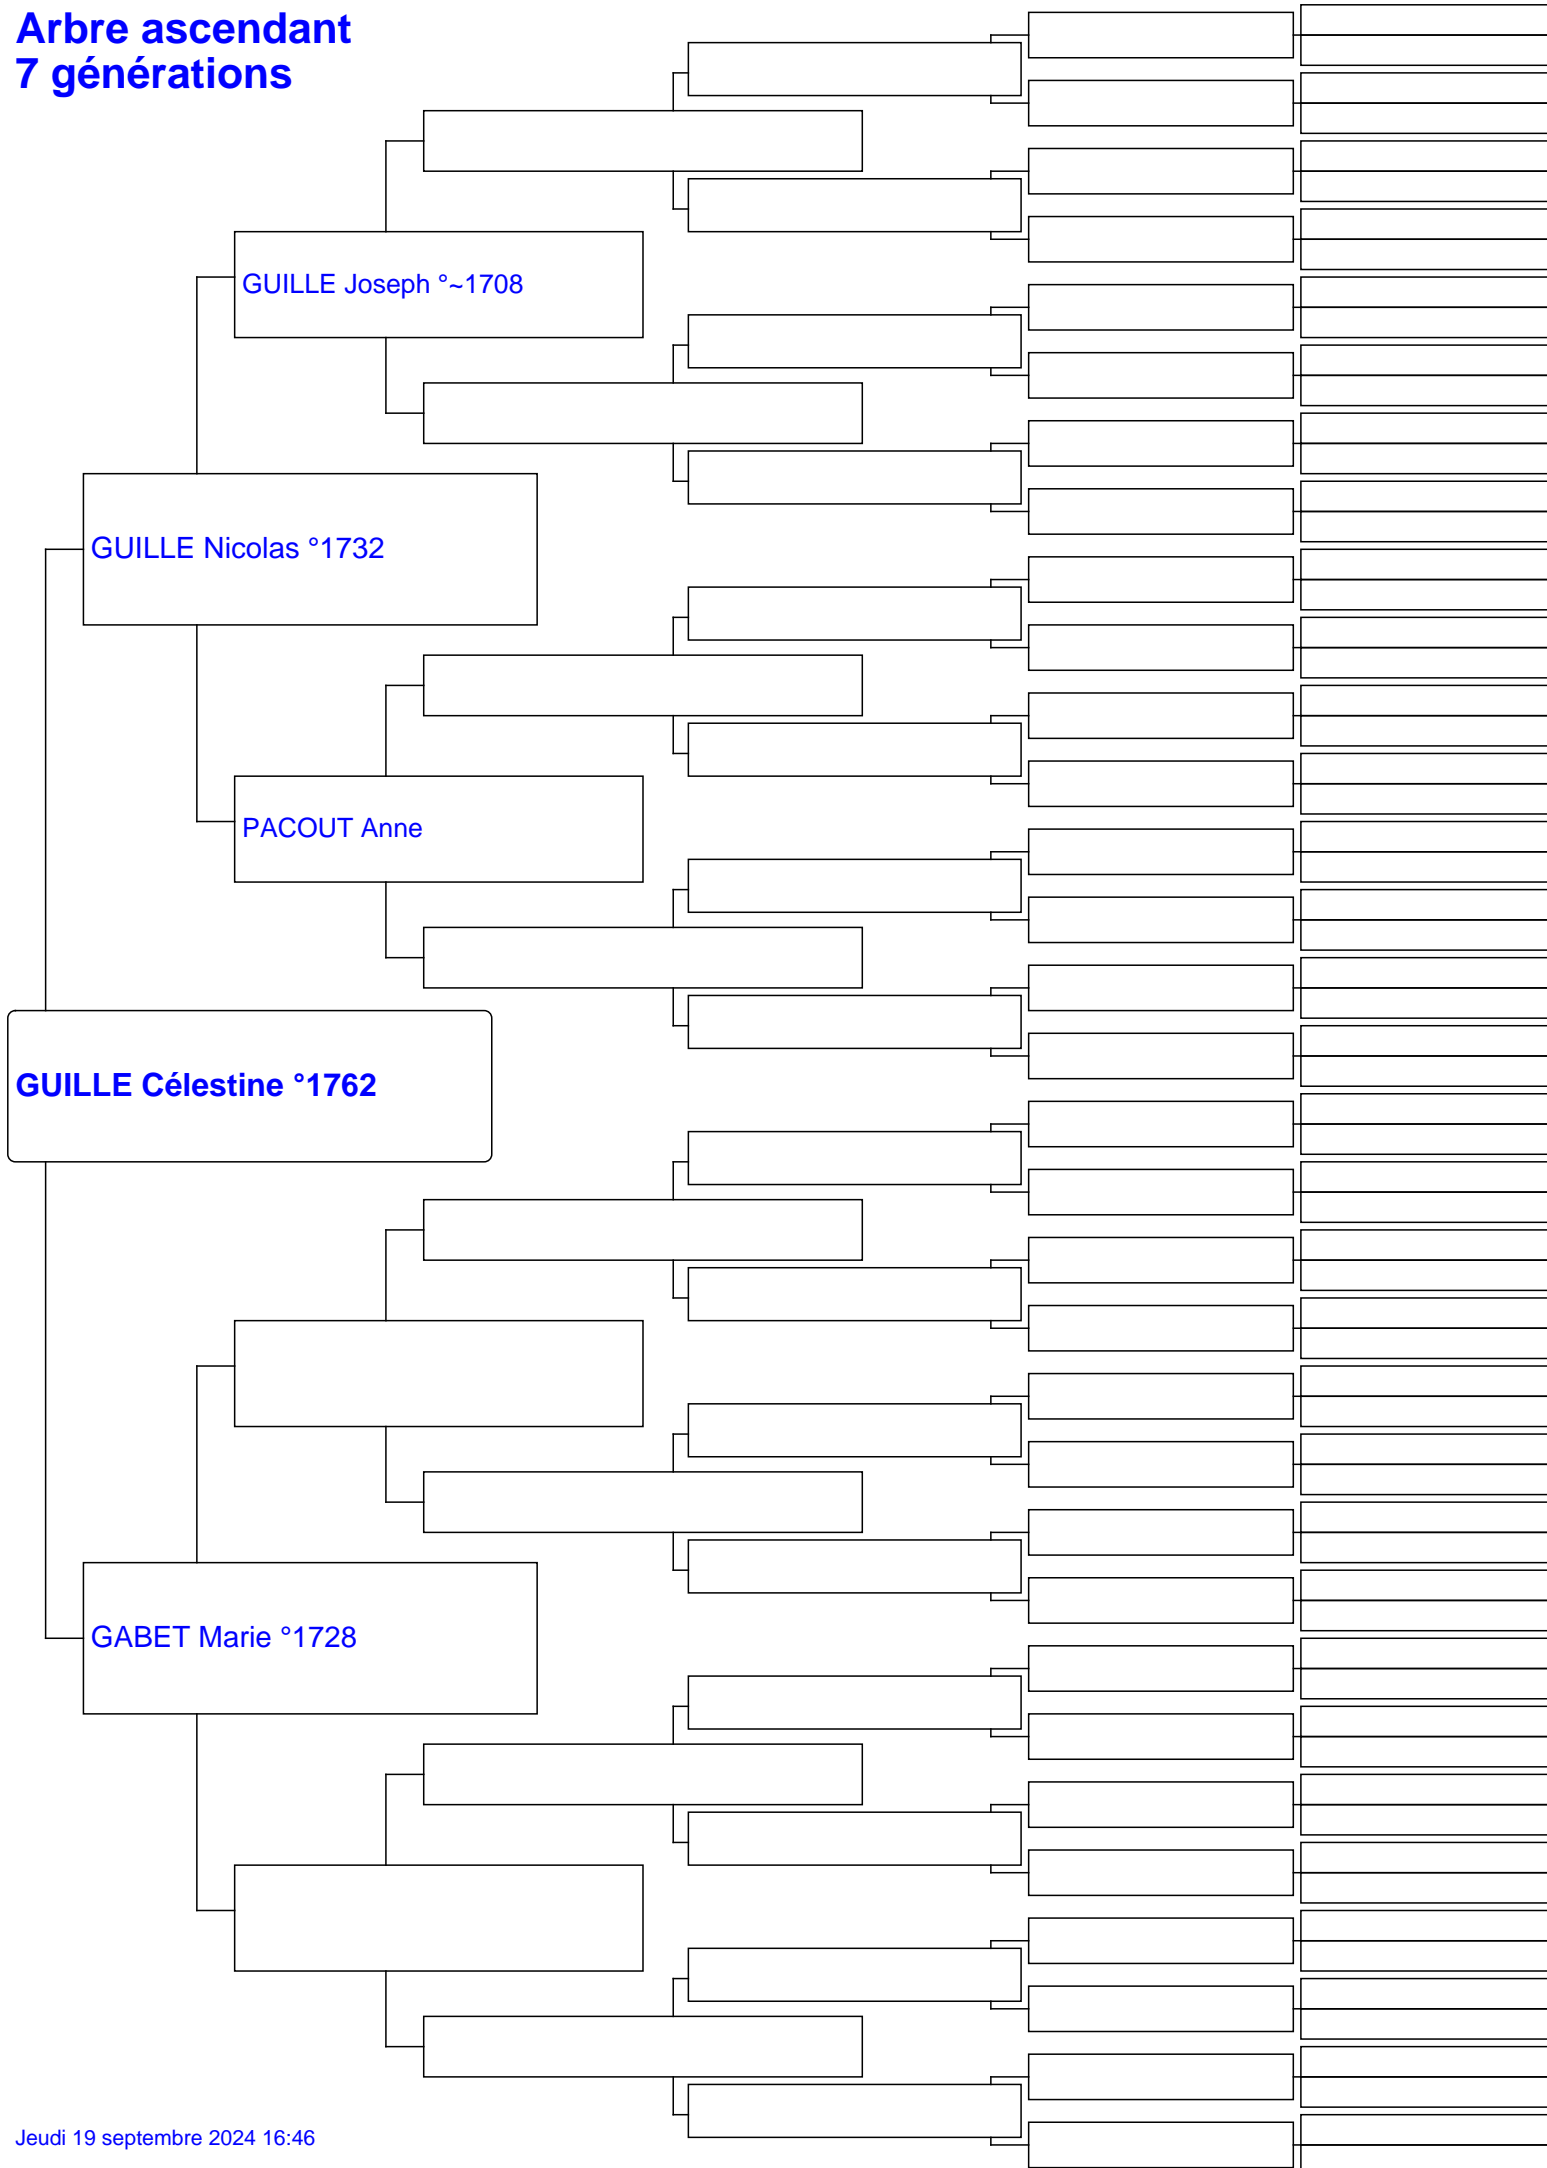 Arbre ascendant
7 générations
GUILLE Joseph °~1708
GUILLE Nicolas °1732
PACOUT Anne
GUILLE Célestine °1762
GABET Marie °1728
Jeudi 19 septembre 2024 16:46